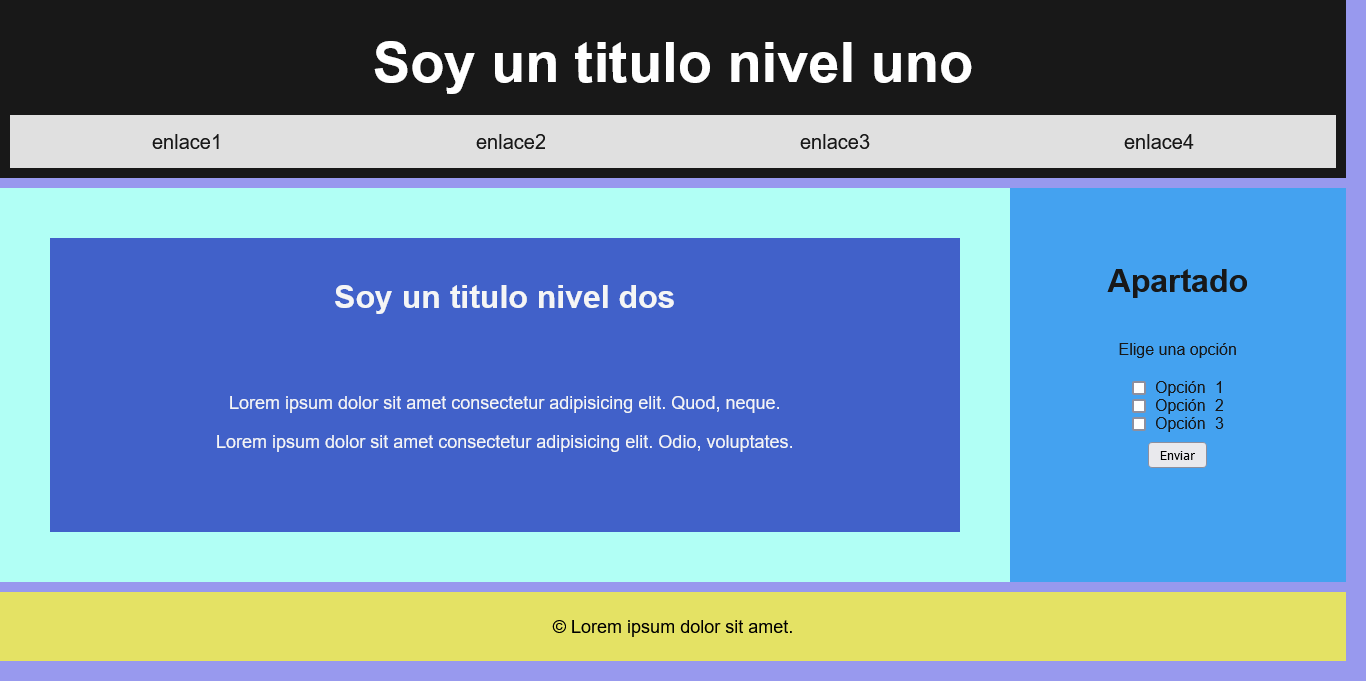 Soy un titulo nivel uno
enlace1 enlace2 enlace3 enlace4
Soy un titulo nivel dos
Lorem ipsum dolor sit amet consectetur adipisicing elit. Quod, neque.
Lorem ipsum dolor sit amet consectetur adipisicing elit. Odio, voluptates.
Apartado
Elige una opción
Opción 1
Opción 2
Opción 3
Enviar
© Lorem ipsum dolor sit amet.